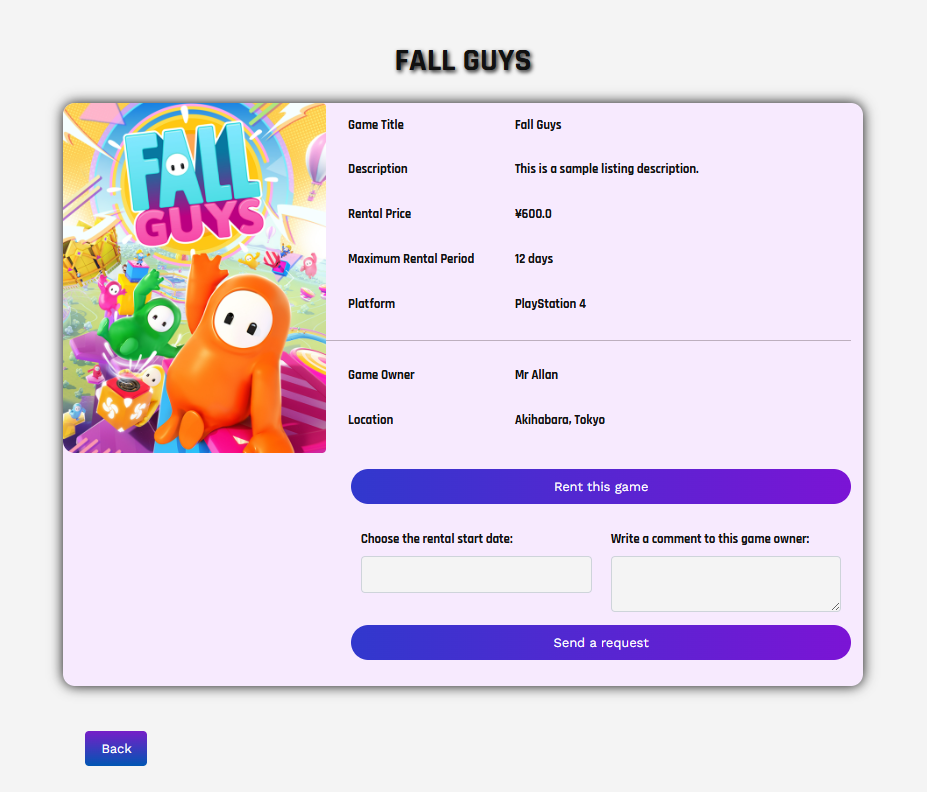 FALL GUYS
FALL
GUYS
Game Title Fall Guys
Description This is a sample listing description.
Rental Price ¥600.0
Maximum Rental Period 12 days
Platform PlayStation 4
Game Owner Mr Allan
Location Akihabara, Tokyo
Rent this game
Choose the rental start date: Write a comment to this game owner:
Send a request
Back